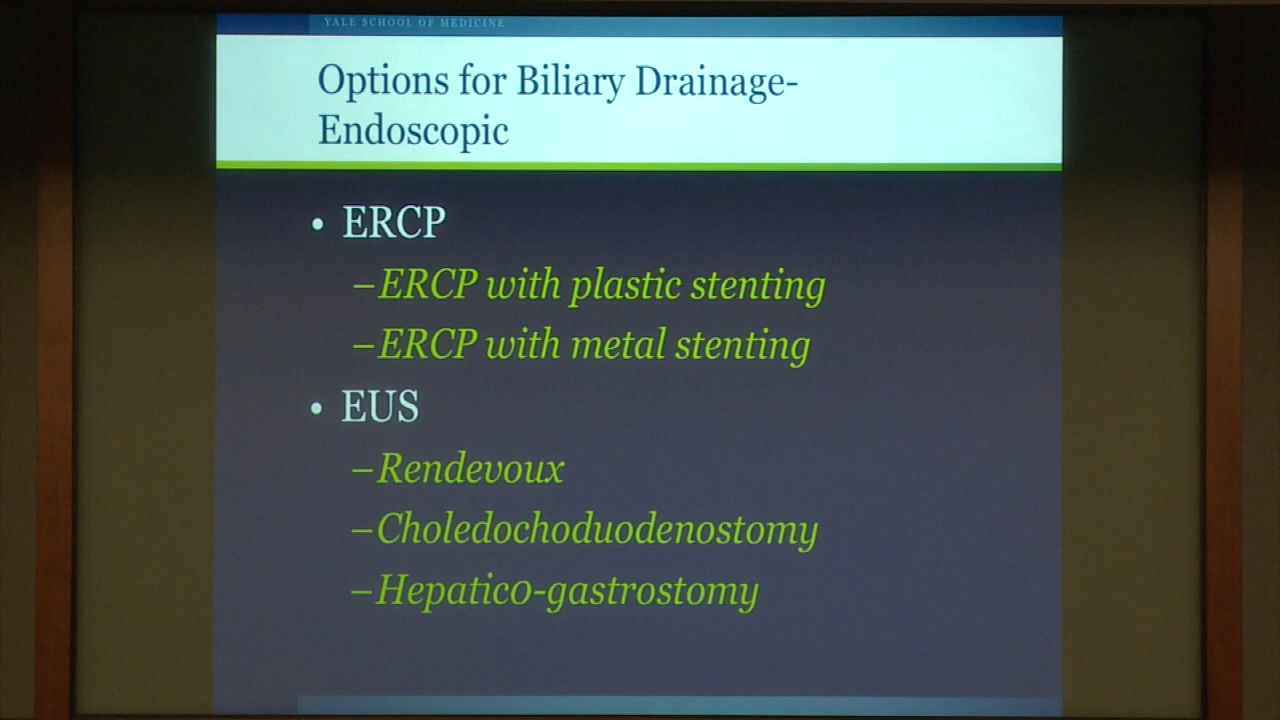 YALE SCHOOL OF MEDICINE
Options for Biliary Drainage-
Endoscopic
• ERCP
–ERCP with plastic stenting
–ERCP with metal stenting
• EUS
–Rendevoux
–Choledochoduodenostomy
–Hepatic0-gastrostomy